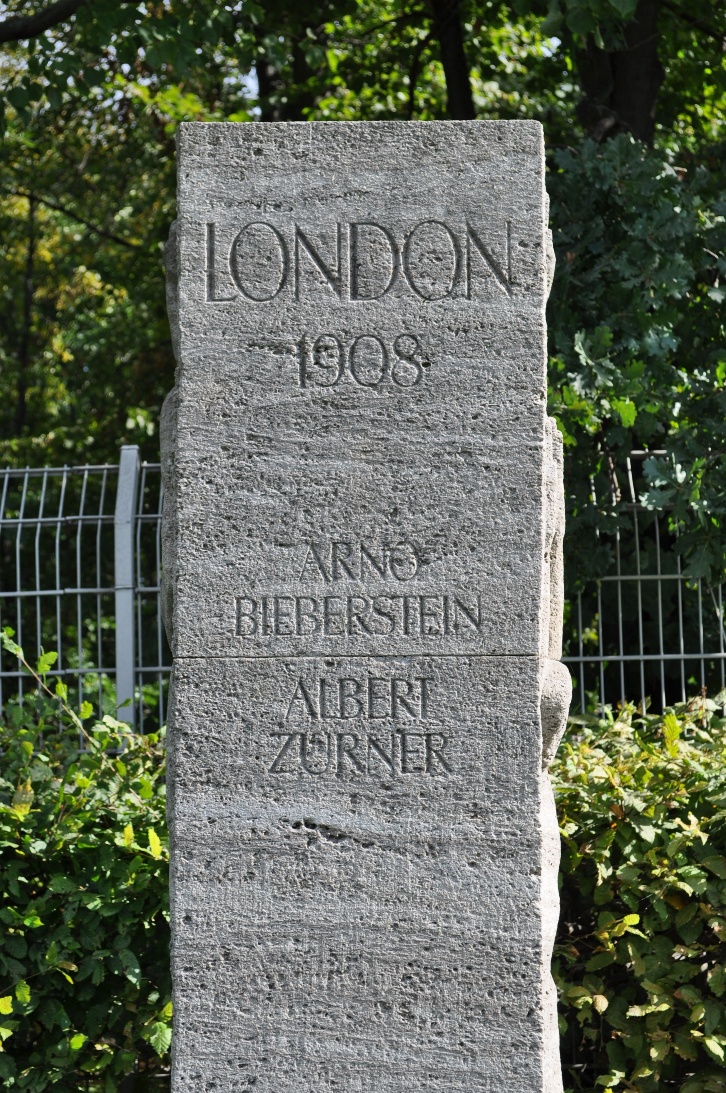 LONDON
1908
ARNO
BIEBERSTEIN
ALBERT
ZÜRNER